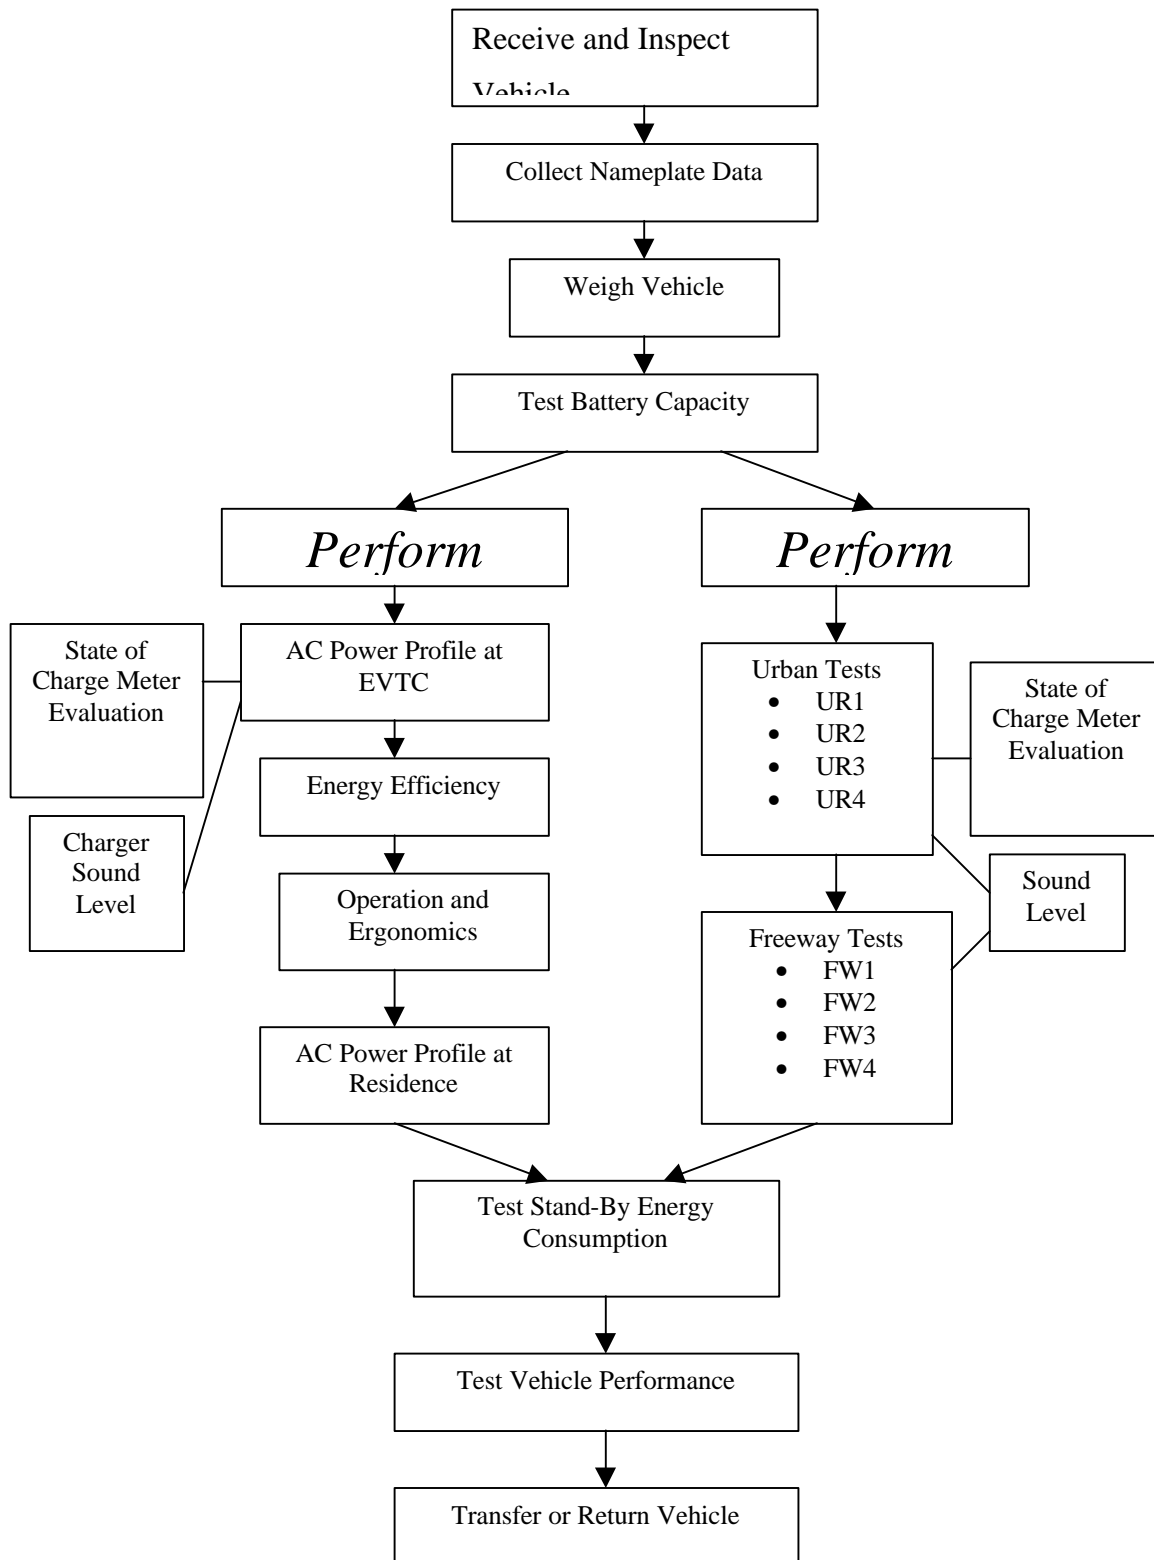 Receive and Inspect
Vehicle
Collect Nameplate Data
Weigh Vehicle
Test Battery Capacity
Perform
Perform
State of
Charge Meter
Evaluation
AC Power Profile at
EVTC
Charger
Sound
Level
Energy Efficiency
Operation and
Ergonomics
AC Power Profile at
Residence
Urban Tests
• UR1
• UR2
• UR3
• UR4
State of
Charge Meter
Evaluation
Sound
Level
Freeway Tests
• FW1
• FW2
• FW3
• FW4
Test Stand-By Energy
Consumption
Test Vehicle Performance
Transfer or Return Vehicle